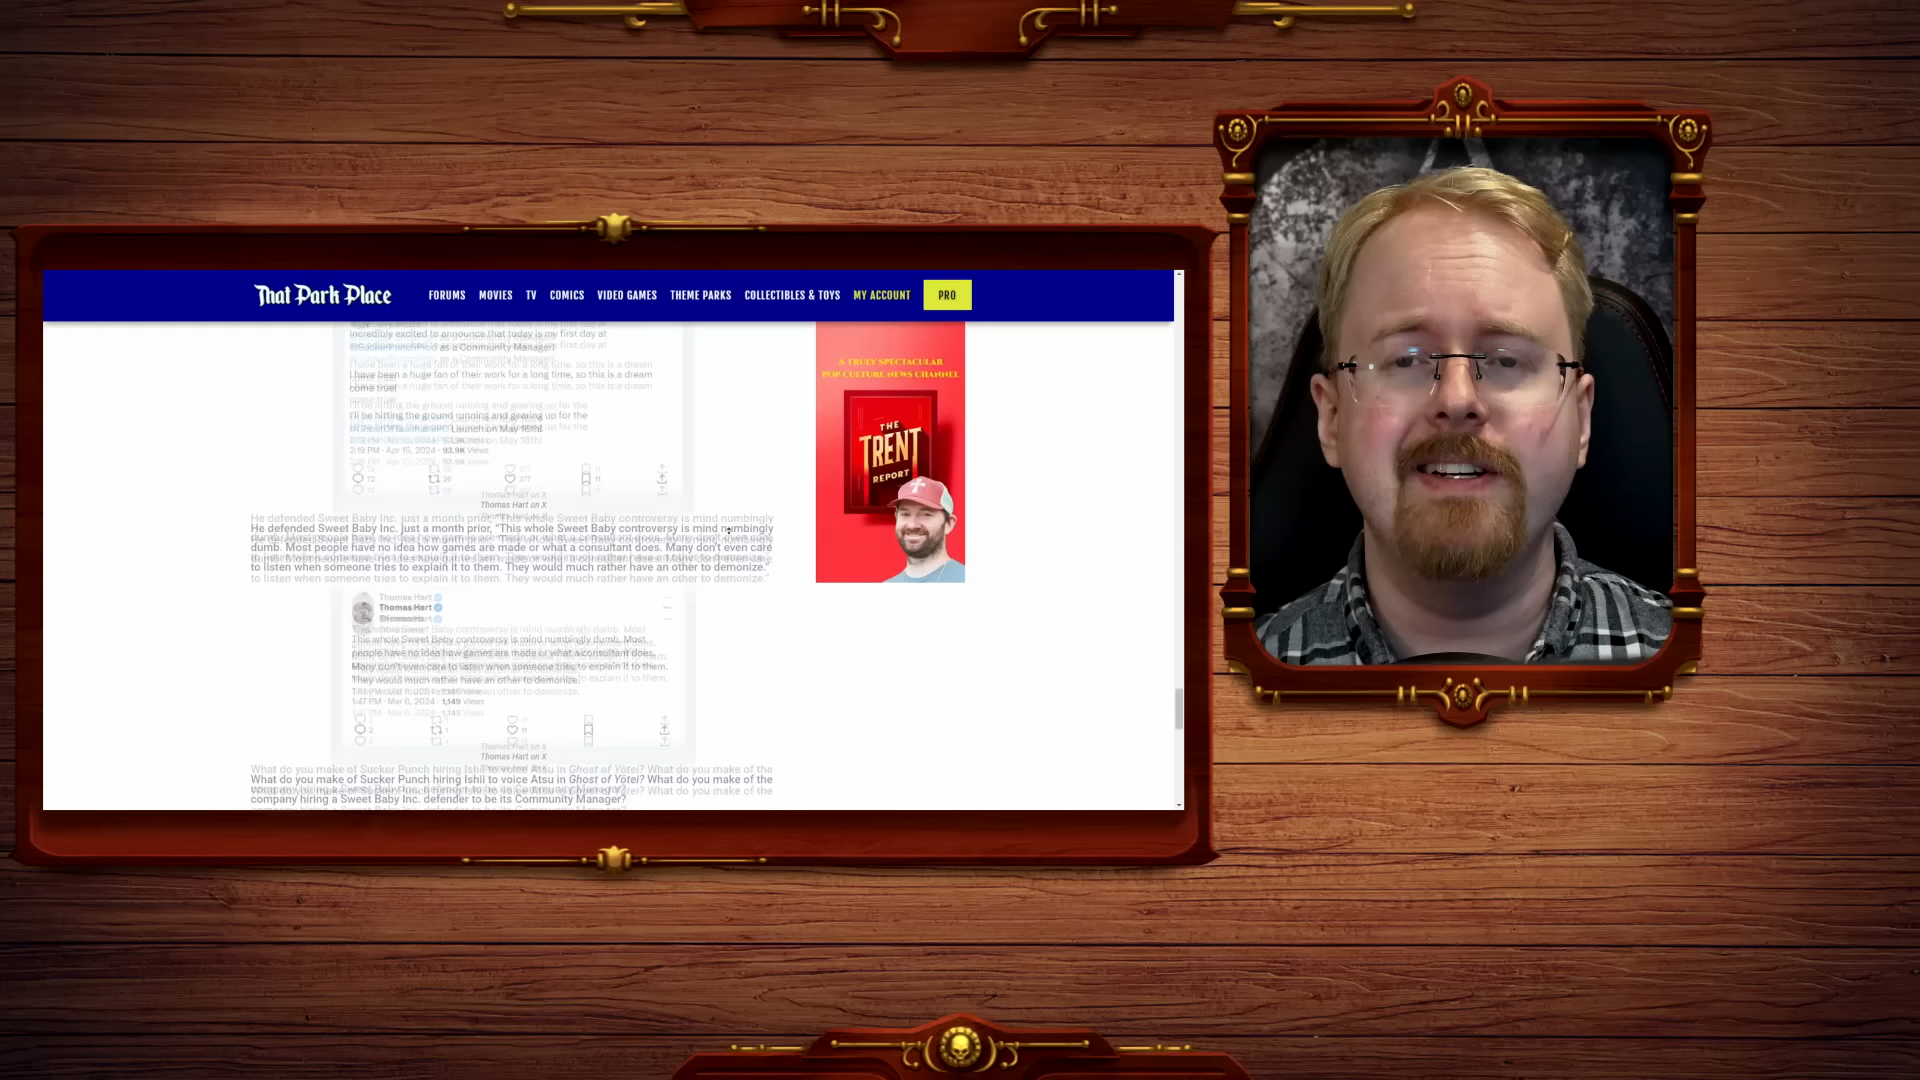 That Park Place
FORUMS MOVIES TV COMICS VIDEO GAMES THEME PARKS COLLECTIBLES & TOYS MY ACCOUNT PRO
incredibly excited to announce that today is my first day at
as a Community Manager!
I have been a huge fan of their work for a long time, so this is a dream
come true!
I'll be hitting the ground running and gearing up for the
Launch on May 16th!
2:19 PM · Apr 15, 2024 · 93.9K Views
72 28 377 11
Thomas Hart on X
He defended Sweet Baby Inc. just a month prior, “This whole Sweet Baby controversy is mind numbingly
dumb. Most people have no idea how games are made or what a consultant does. Many don't even care
to listen when someone tries to explain it to them. They would much rather have an other to demonize.”
Thomas Hart
This whole Sweet Baby controversy is mind numbingly dumb. Most
people have no idea how games are made or what a consultant does.
Many don't even care to listen when someone tries to explain it to them.
They would much rather have an other to demonize.
1:47 PM · Mar 6, 2024 · 1,149 Views
2 1 11
Thomas Hart on X
What do you make of Sucker Punch hiring Ishii to voice Atsu in Ghost of Yōtei? What do you make of the
company hiring a Sweet Baby Inc. defender to be its Community Manager?
A TRULY SPECTACULAR
POP CULTURE NEWS CHANNEL
THE
TRENT
REPORT